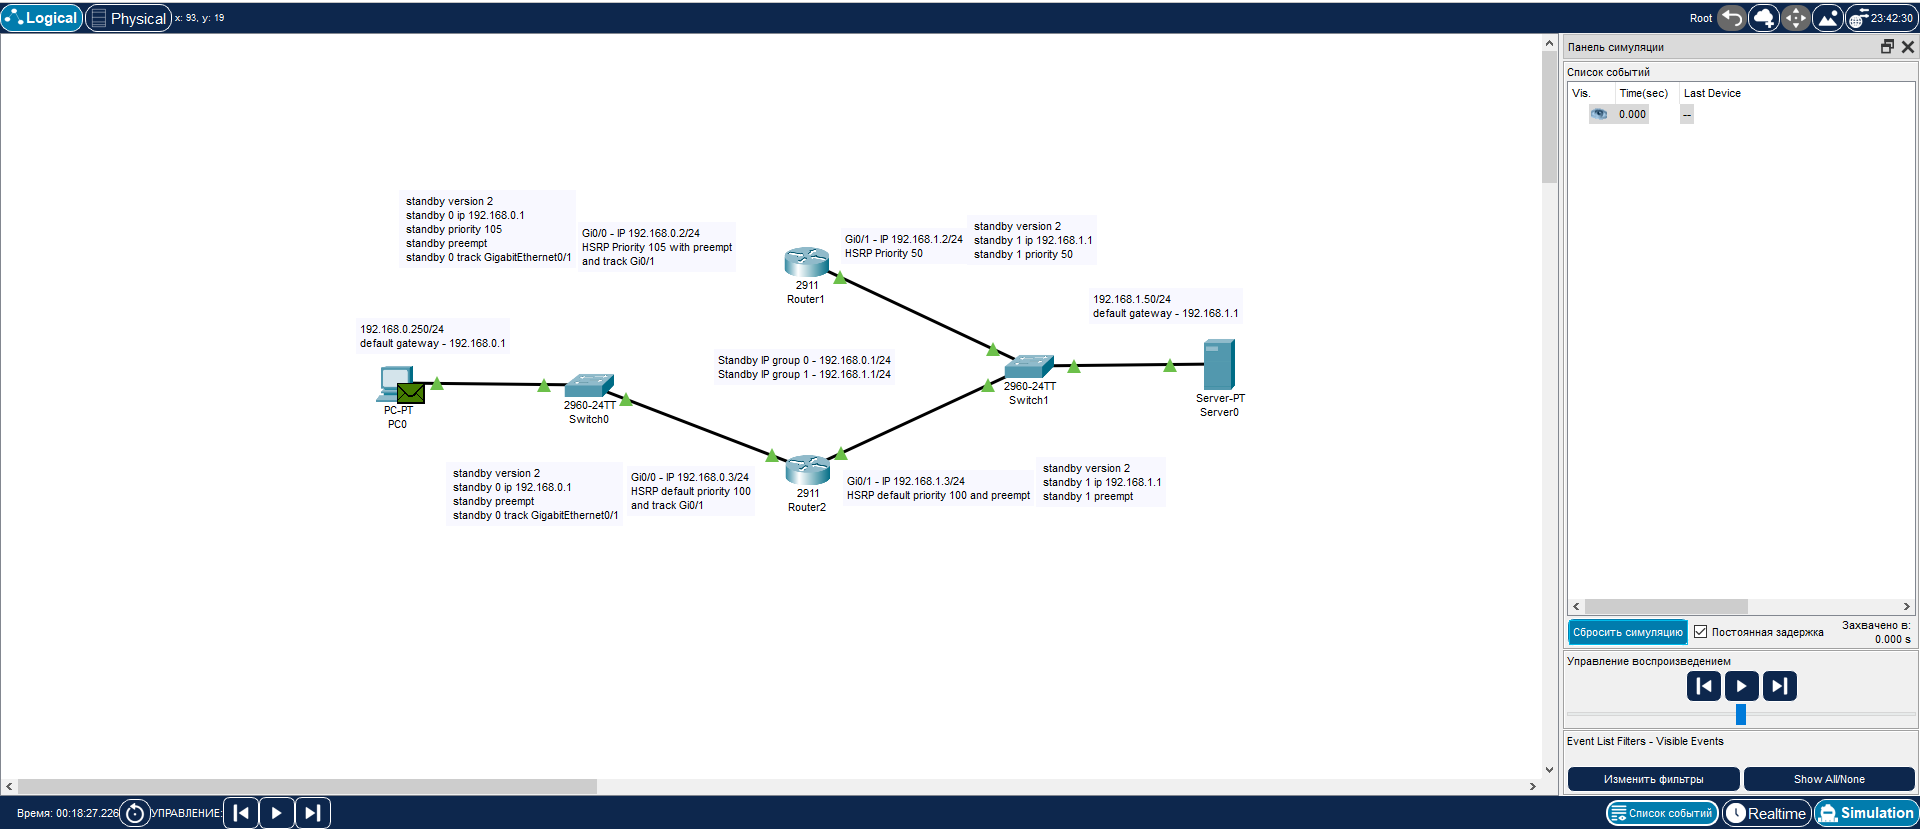 Logical
Physical
x: 93, y: 19
Root
23:42:30
Панель симуляции
Список событий
Vis.
Time(sec)
Last Device
0.000
--
standby version 2
standby 0 ip 192.168.0.1
standby priority 105
standby preempt
standby 0 track GigabitEthernet0/1
Gi0/0 - IP 192.168.0.2/24
HSRP Priority 105 with preempt
and track Gi0/1
2911
Router1
Gi0/1 - IP 192.168.1.2/24
HSRP Priority 50
standby version 2
standby 1 ip 192.168.1.1
standby 1 priority 50
192.168.1.50/24
default gateway - 192.168.1.1
192.168.0.250/24
default gateway - 192.168.0.1
Standby IP group 0 - 192.168.0.1/24
Standby IP group 1 - 192.168.1.1/24
PC-PT
PC0
2960-24TT
Switch0
2960-24TT
Switch1
Server-PT
Server0
standby version 2
standby 0 ip 192.168.0.1
standby preempt
standby 0 track GigabitEthernet0/1
Gi0/0 - IP 192.168.0.3/24
HSRP default priority 100
and track Gi0/1
2911
Router2
Gi0/1 - IP 192.168.1.3/24
HSRP default priority 100 and preempt
standby version 2
standby 1 ip 192.168.1.1
standby 1 preempt
Сбросить симуляцию
Постоянная задержка
Захвачено в:
0.000 s
Управление воспроизведением
Event List Filters - Visible Events
Изменить фильтры
Show All/None
Время: 00:18:27.226
УПРАВЛЕНИЕ:
Список событий
Realtime
Simulation